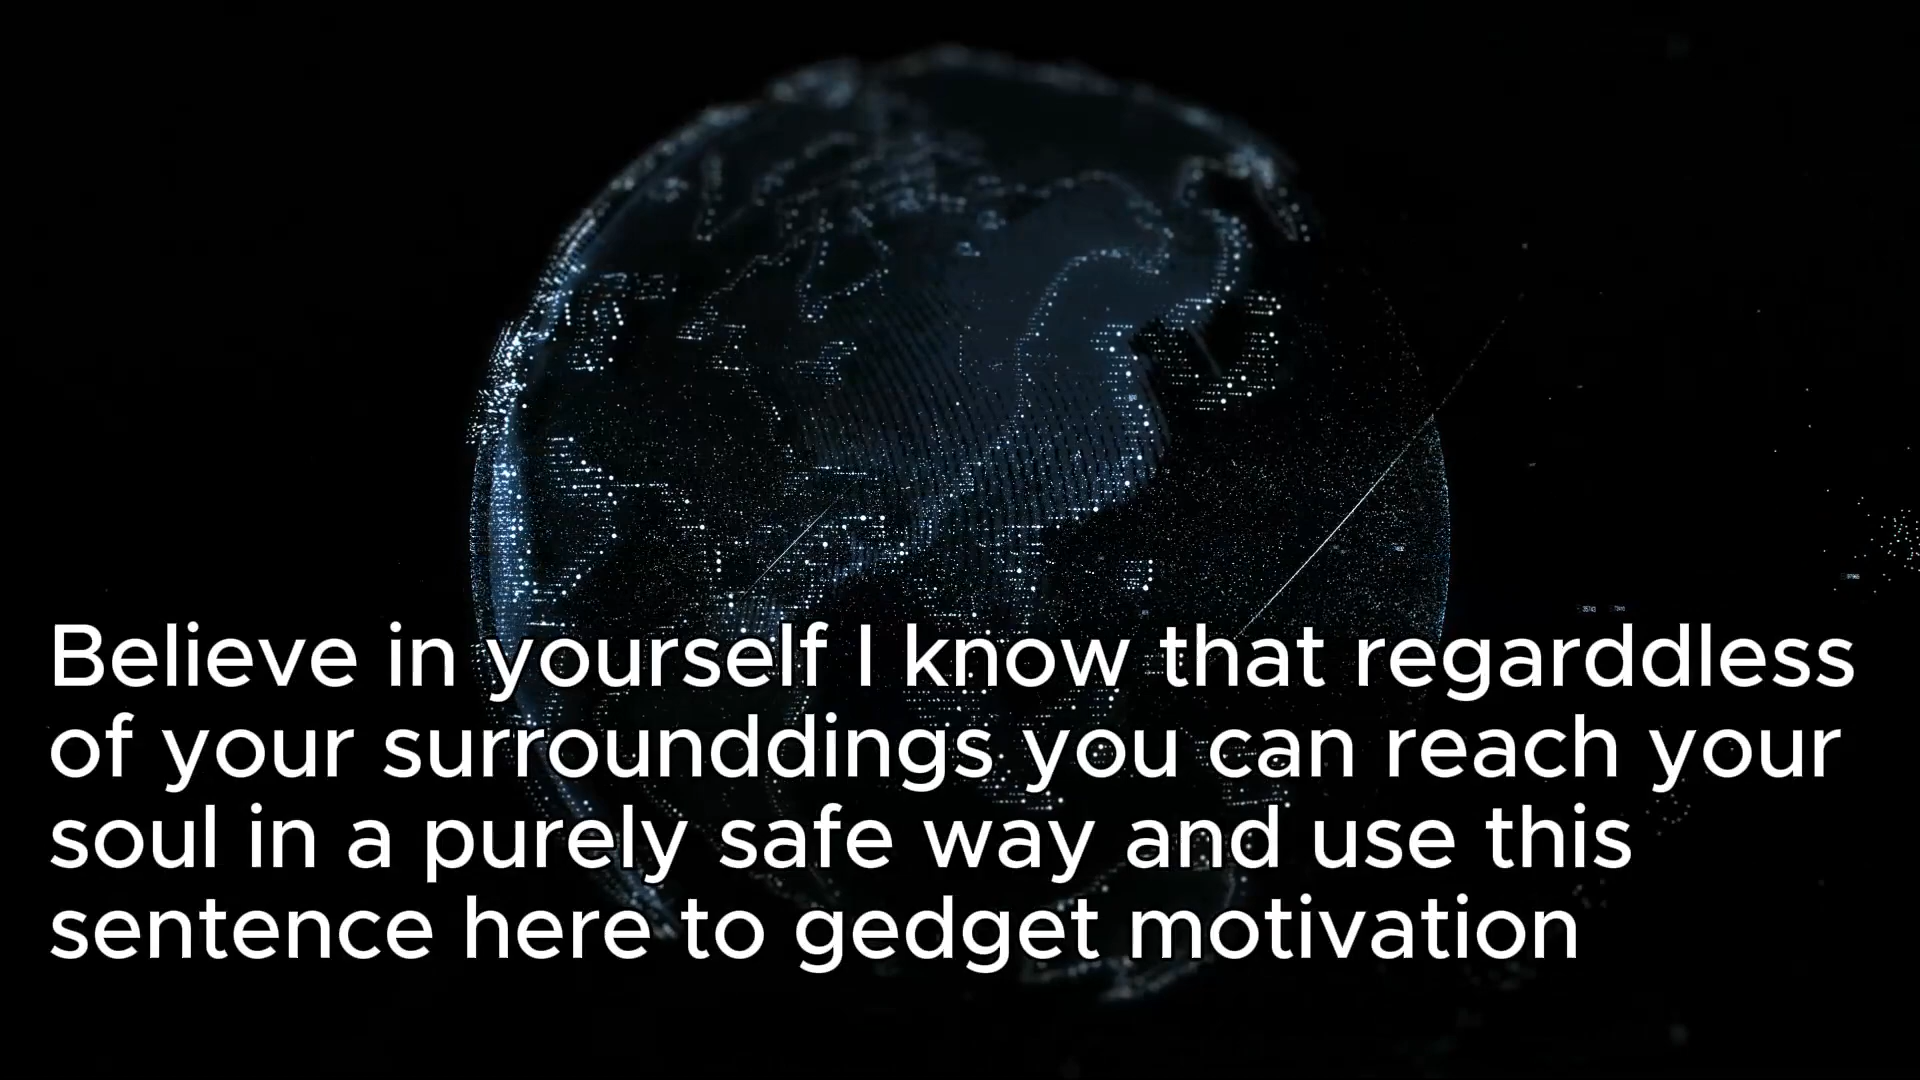 Believe in yourself I know that regarddless
of your surrounddings you can reach your
soul in a purely safe way and use this
sentence here to gedget motivation